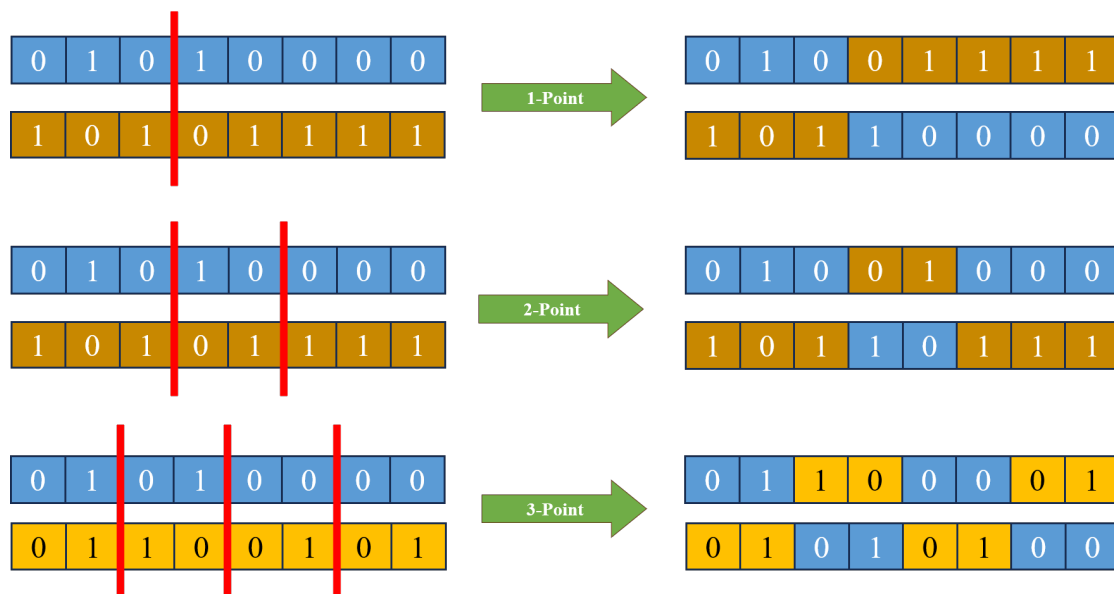 0 1 0 1 0 0 0 0
1 0 1 0 1 1 1 1
1-Point
0 1 0 0 1 1 1 1
1 0 1 1 0 0 0 0
0 1 0 1 0 0 0 0
1 0 1 0 1 1 1 1
2-Point
0 1 0 0 1 0 0 0
1 0 1 1 0 1 1 1
0 1 0 1 0 0 0 0
0 1 1 0 0 1 0 1
3-Point
0 1 1 0 0 0 0 1
0 1 0 1 0 1 0 0